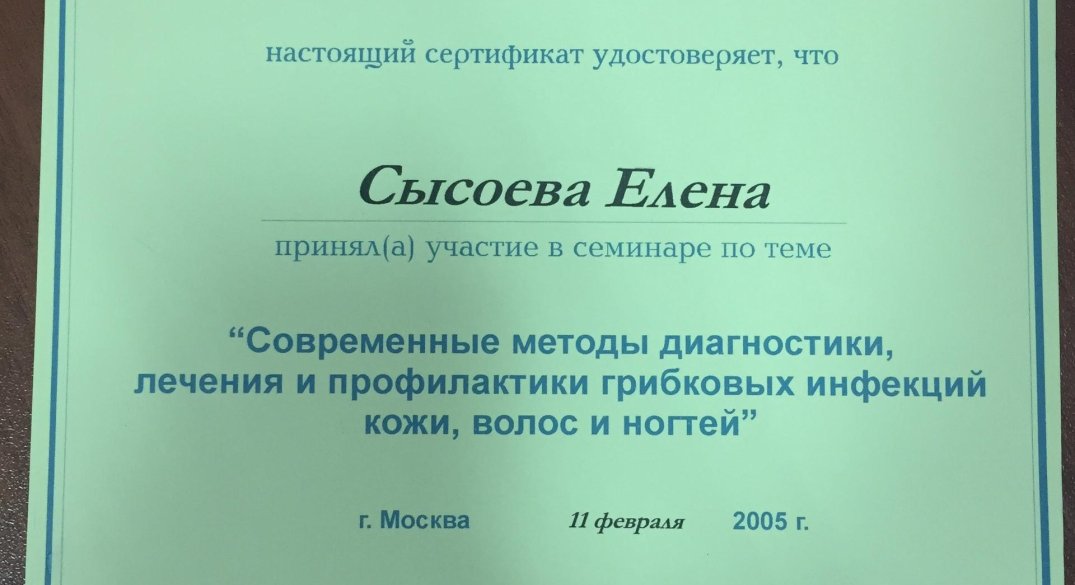 настоящий сертификат удостоверяет, что
Сысоева Елена
принял(а) участие в семинаре по теме
“Современные методы диагностики,
лечения и профилактики грибковых инфекций
кожи, волос и ногтей”
г. Москва 11 февраля 2005 г.